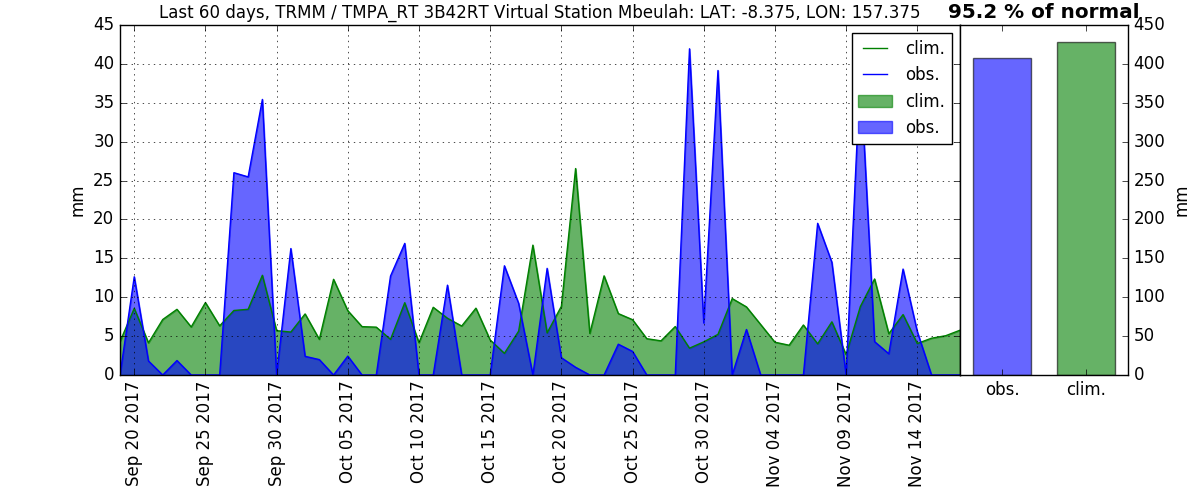 Last 60 days, TRMM / TMPA_RT 3B42RT Virtual Station Mbeulah: LAT: -8.375, LON: 157.375
95.2 % of normal
45
40
35
30
25
20
15
10
5
0
mm
clim.
obs.
clim.
obs.
450
400
350
300
250
200
150
100
50
0
mm
obs.
clim.
Sep 20 2017
Sep 25 2017
Sep 30 2017
Oct 05 2017
Oct 10 2017
Oct 15 2017
Oct 20 2017
Oct 25 2017
Oct 30 2017
Nov 04 2017
Nov 09 2017
Nov 14 2017